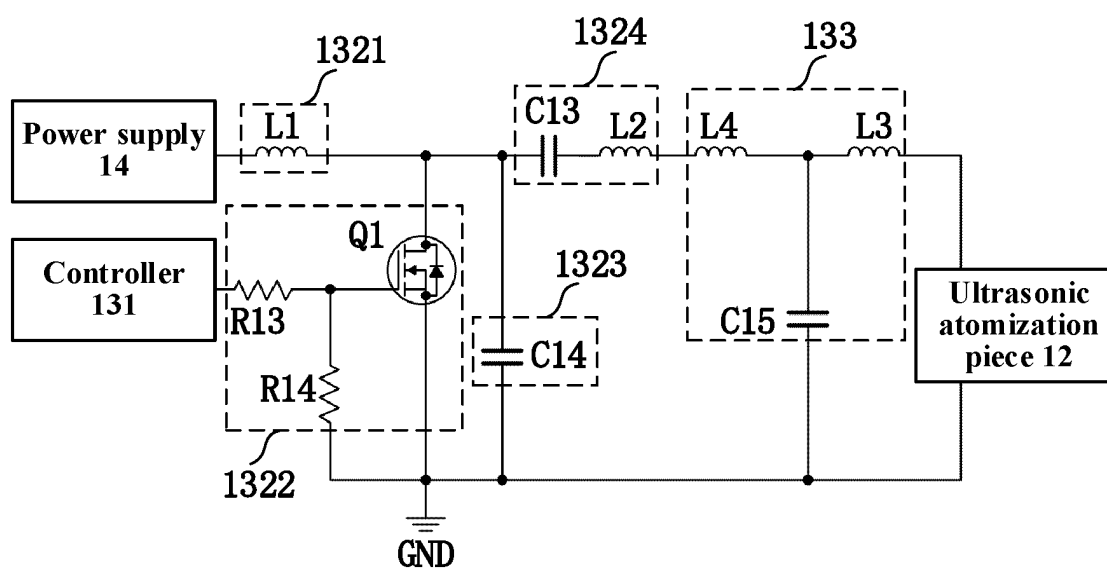 1321
1324
133
Power supply
14
L1
C13
L2
L4
L3
Controller
131
Q1
R13
R14
1323
C14
C15
Ultrasonic
atomization
piece 12
1322
GND